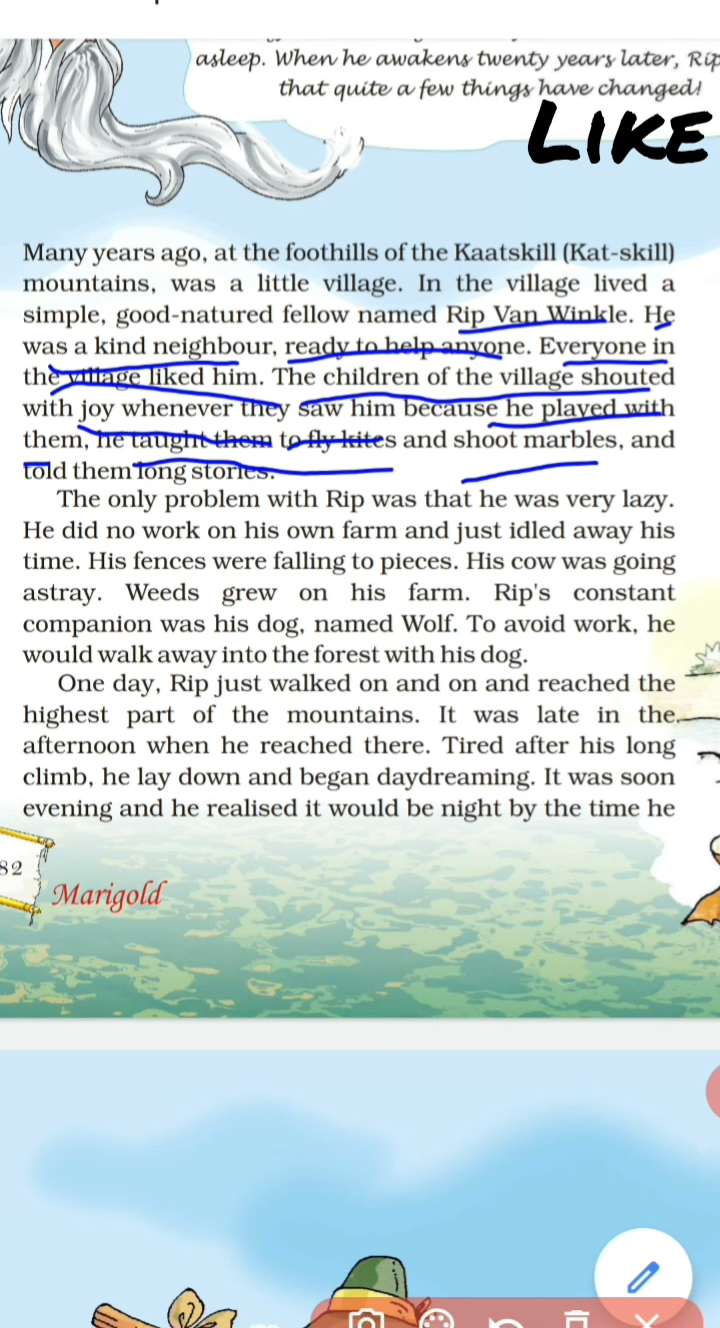 asleep. When he awakens twenty years later, Rip
that quite a few things have changed!
LIKE
Many years ago, at the foothills of the Kaatskill (Kat-skill)
mountains, was a little village. In the village lived a
simple, good-natured fellow named Rip Van Winkle. He
was a kind neighbour, ready to help anyone. Everyone in
the village liked him. The children of the village shouted
with joy whenever they saw him because he played with
them, he taught them to fly kites and shoot marbles, and
told them long stories.
The only problem with Rip was that he was very lazy.
He did no work on his own farm and just idled away his
time. His fences were falling to pieces. His cow was going
astray. Weeds grew on his farm. Rip's constant
companion was his dog, named Wolf. To avoid work, he
would walk away into the forest with his dog.
One day, Rip just walked on and on and reached the
highest part of the mountains. It was late in the
afternoon when he reached there. Tired after his long
climb, he lay down and began daydreaming. It was soon
evening and he realised it would be night by the time he
82
Marigold